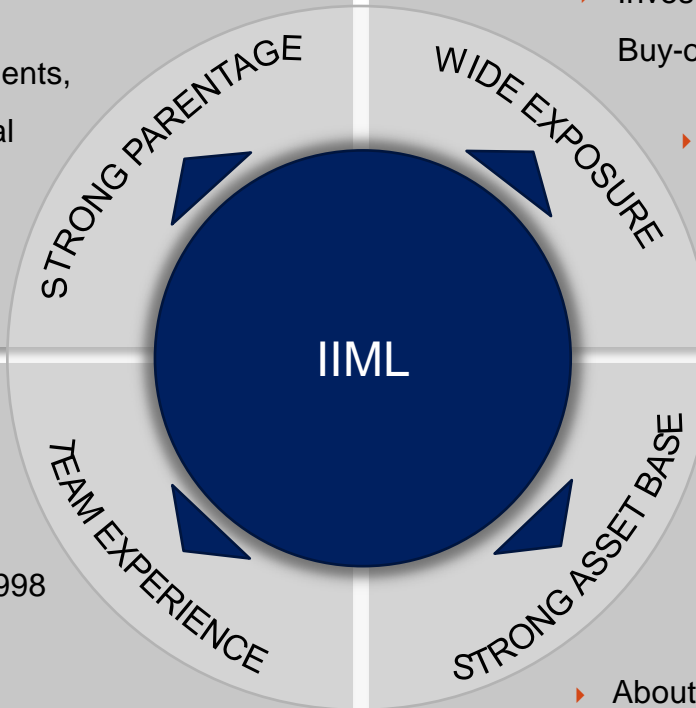 ents,
al
STRONG PARENTAGE
WIDE EXPOSURE
Buy-o
IIML
TEAM EXPERIENCE
STRONG ASSET BASE
998
About